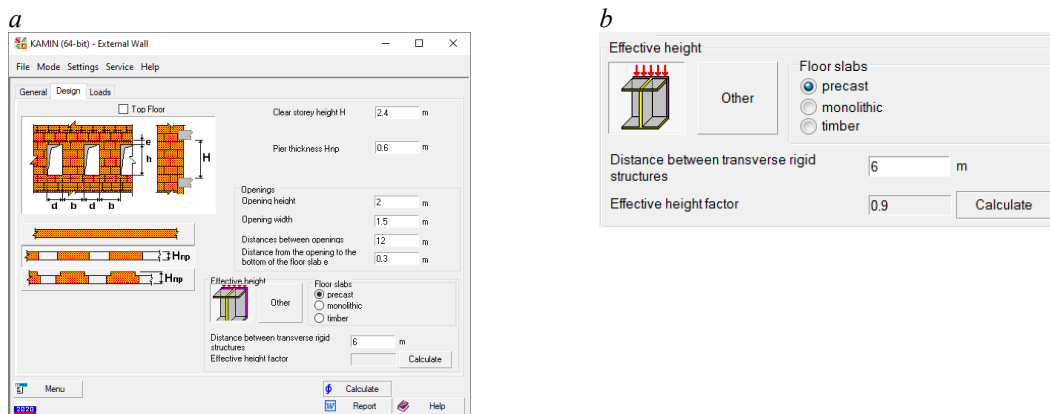 a
KAMIN (64-bit) - External Wall
File Mode Settings Service Help
General Design Loads
Top Floor
Clear storey height H 2.4 m
e
h
H
Pier thickness Hnp 0.6 m
d b d b
Openings
Opening height 2 m
Opening width 1.5 m
Distances between openings 12 m
Distance from the opening to the
bottom of the floor slab e 0.3 m
Hnp
Hnp
Effective height
Other
Floor slabs
precast
monolithic
timber
Distance between transverse rigid
structures 6 m
Effective height factor Calculate
Menu Calculate
2020 Report Help
b
Effective height
Other
Floor slabs
precast
monolithic
timber
Distance between transverse rigid
structures 6 m
Effective height factor 0.9 Calculate